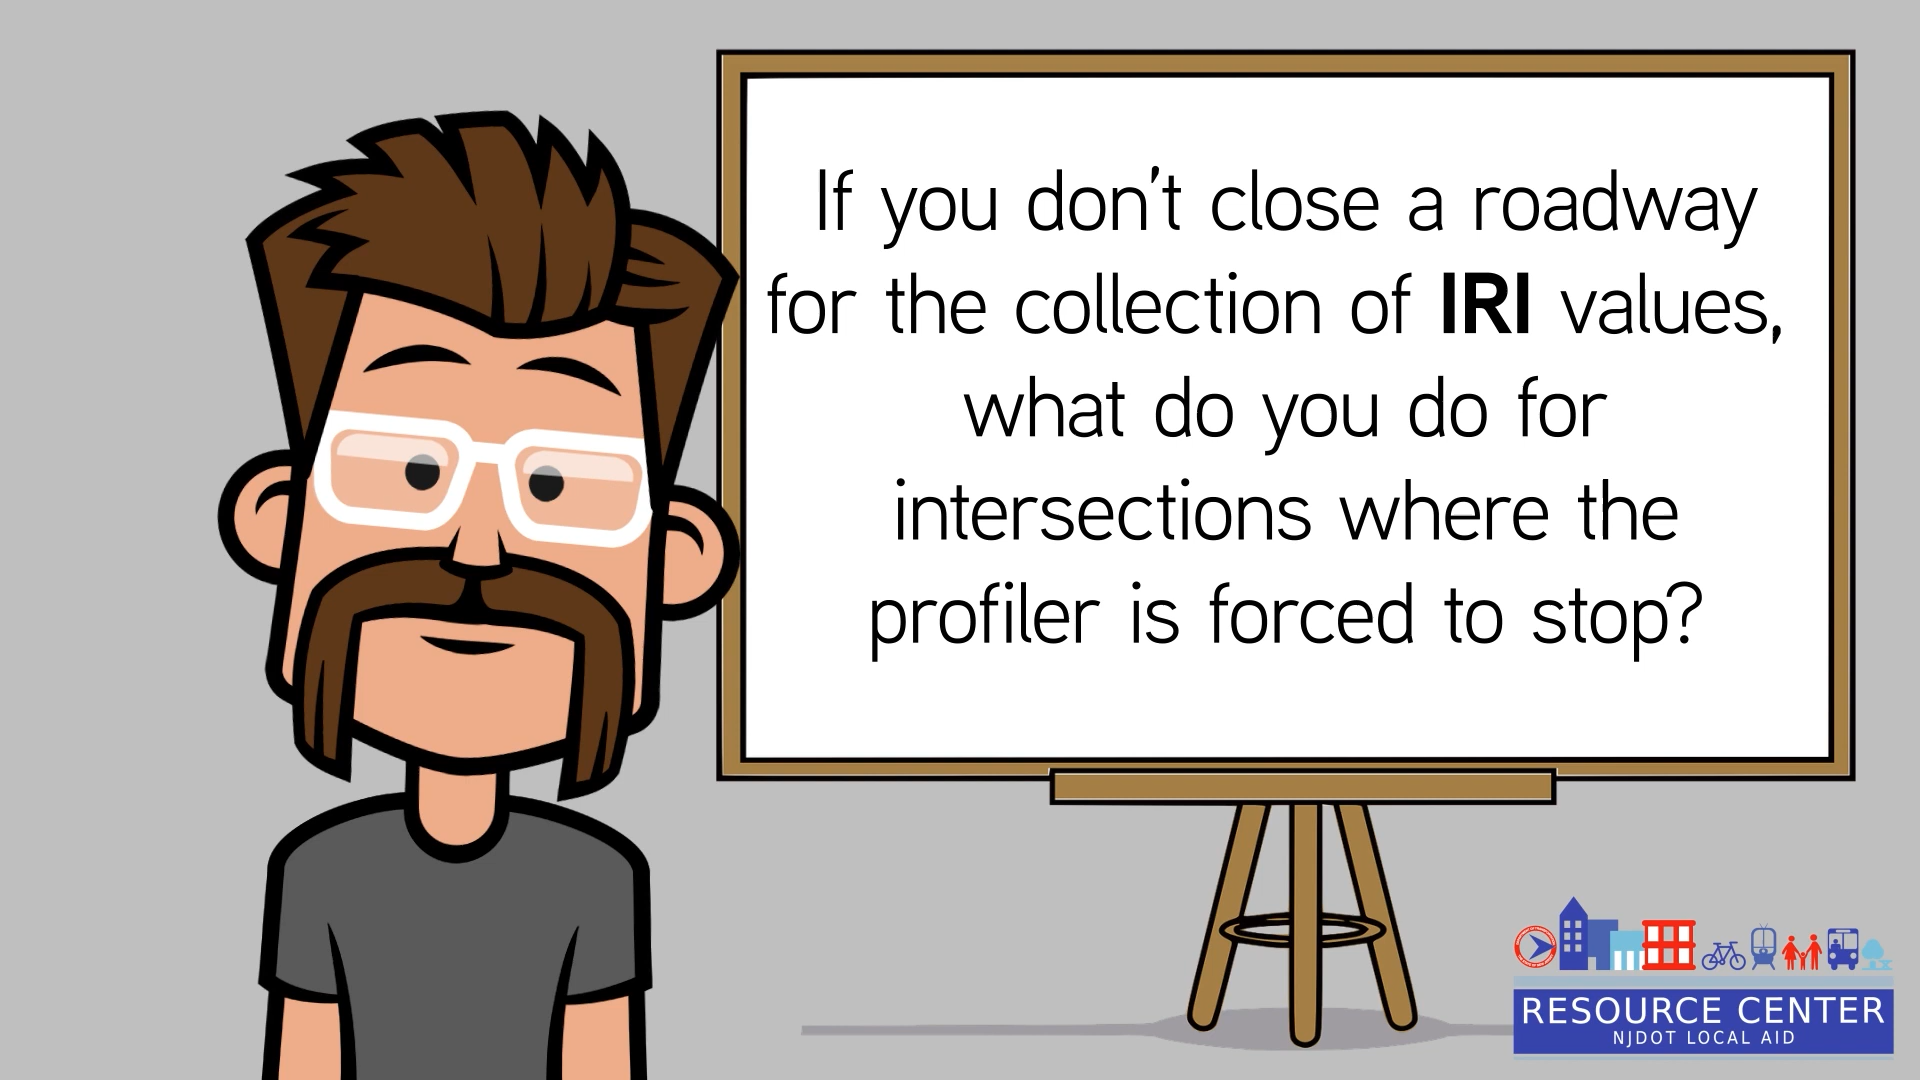 If you don't close a roadway
for the collection of IRI values,
what do you do for
intersections where the
profiler is forced to stop?
RESOURCE CENTER
NJDOT LOCAL AID